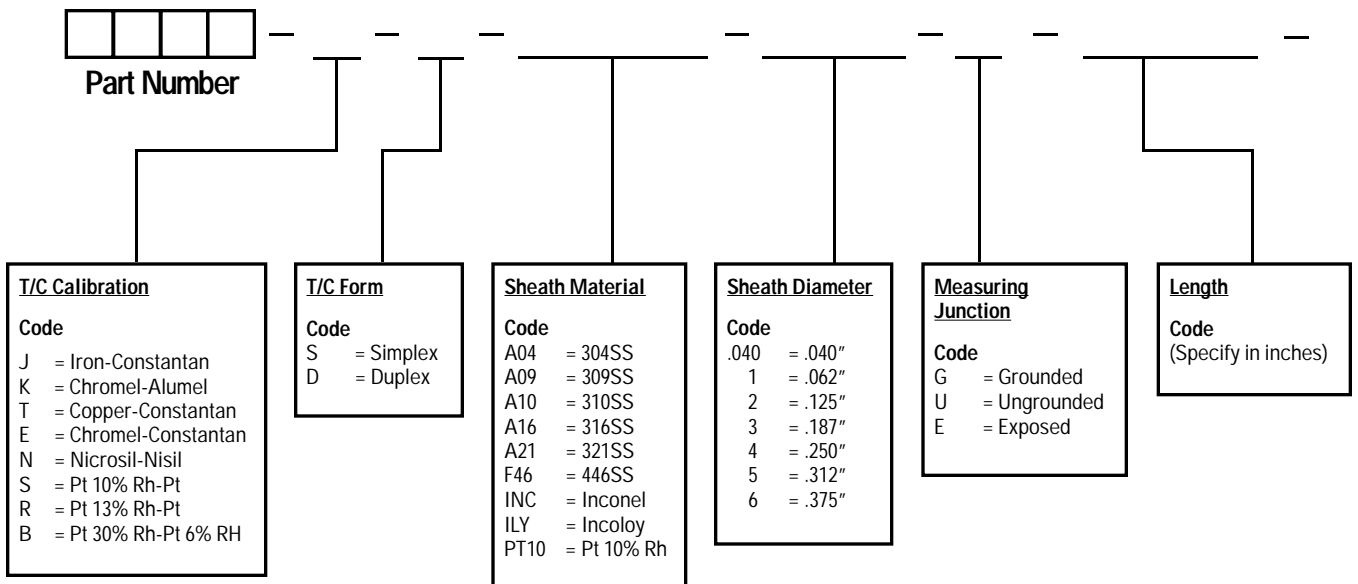 Part Number
T/C Calibration
Code
J = Iron-Constantan
K = Chromel-Alumel
T = Copper-Constantan
E = Chromel-Constantan
N = Nicrosil-Nisil
S = Pt 10% Rh-Pt
R = Pt 13% Rh-Pt
B = Pt 30% Rh-Pt 6% RH
T/C Form
Code
S = Simplex
D = Duplex
Sheath Material
Code
A04 = 304SS
A09 = 309SS
A10 = 310SS
A16 = 316SS
A21 = 321SS
F46 = 446SS
INC = Inconel
ILY = Incoloy
PT10 = Pt 10% Rh
Sheath Diameter
Code
.040 = .040″
1 = .062″
2 = .125″
3 = .187″
4 = .250″
5 = .312″
6 = .375″
Measuring
Junction
Code
G = Grounded
U = Ungrounded
E = Exposed
Length
Code
(Specify in inches)